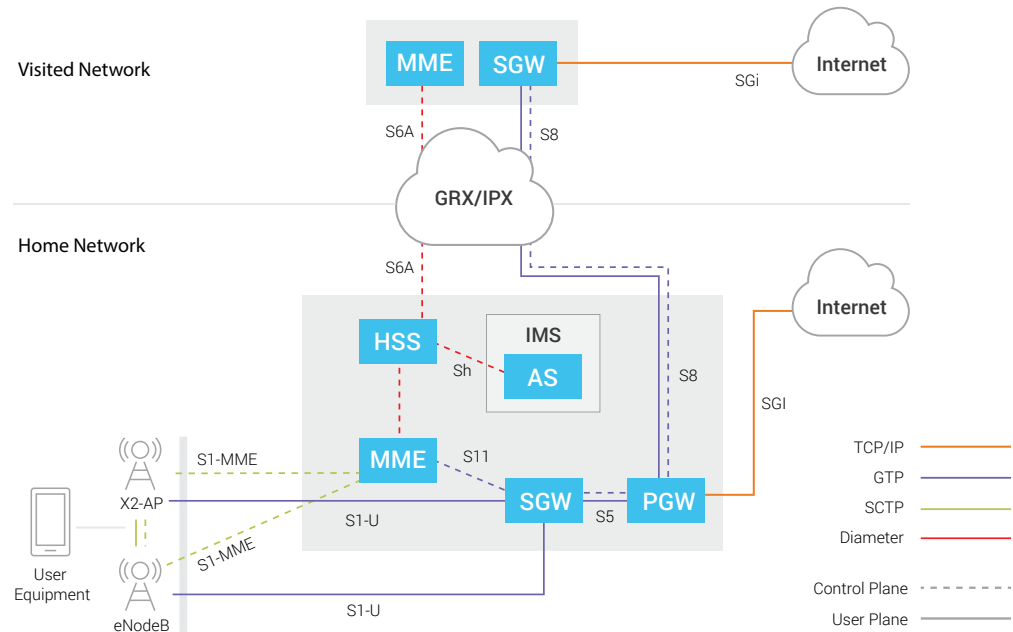 Visited Network
MME
SGW
Internet
SGi
S6A
S8
GRX/IPX
Home Network
S6A
Internet
HSS
IMS
Sh
AS
S8
SGI
S1-MME
MME
S11
X2-AP
S1-U
SGW
S5
PGW
S1-MME
User
Equipment
eNodeB
S1-U
TCP/IP
GTP
SCTP
Diameter
Control Plane
User Plane